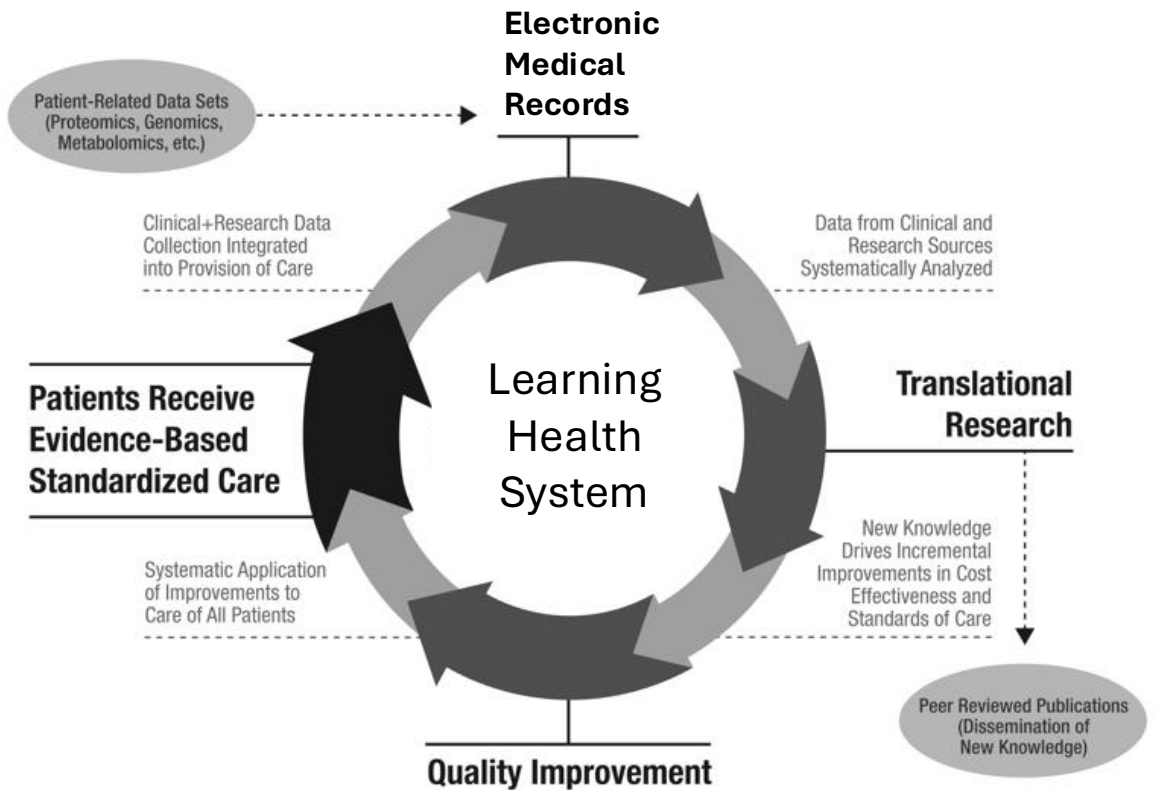 Electronic
Medical
Records
Patient-Related Data Sets
(Proteomics, Genomics,
Metabolomics, etc.)
Clinical+Research Data
Collection Integrated
into Provision of Care
Data from Clinical and
Research Sources
Systematically Analyzed
Learning
Health
System
Patients Receive
Evidence-Based
Standardized Care
Translational
Research
New Knowledge
Drives Incremental
Improvements in Cost
Effectiveness and
Standards of Care
Systematic Application
of Improvements to
Care of All Patients
Peer Reviewed Publications
(Dissemination of
New Knowledge)
Quality Improvement